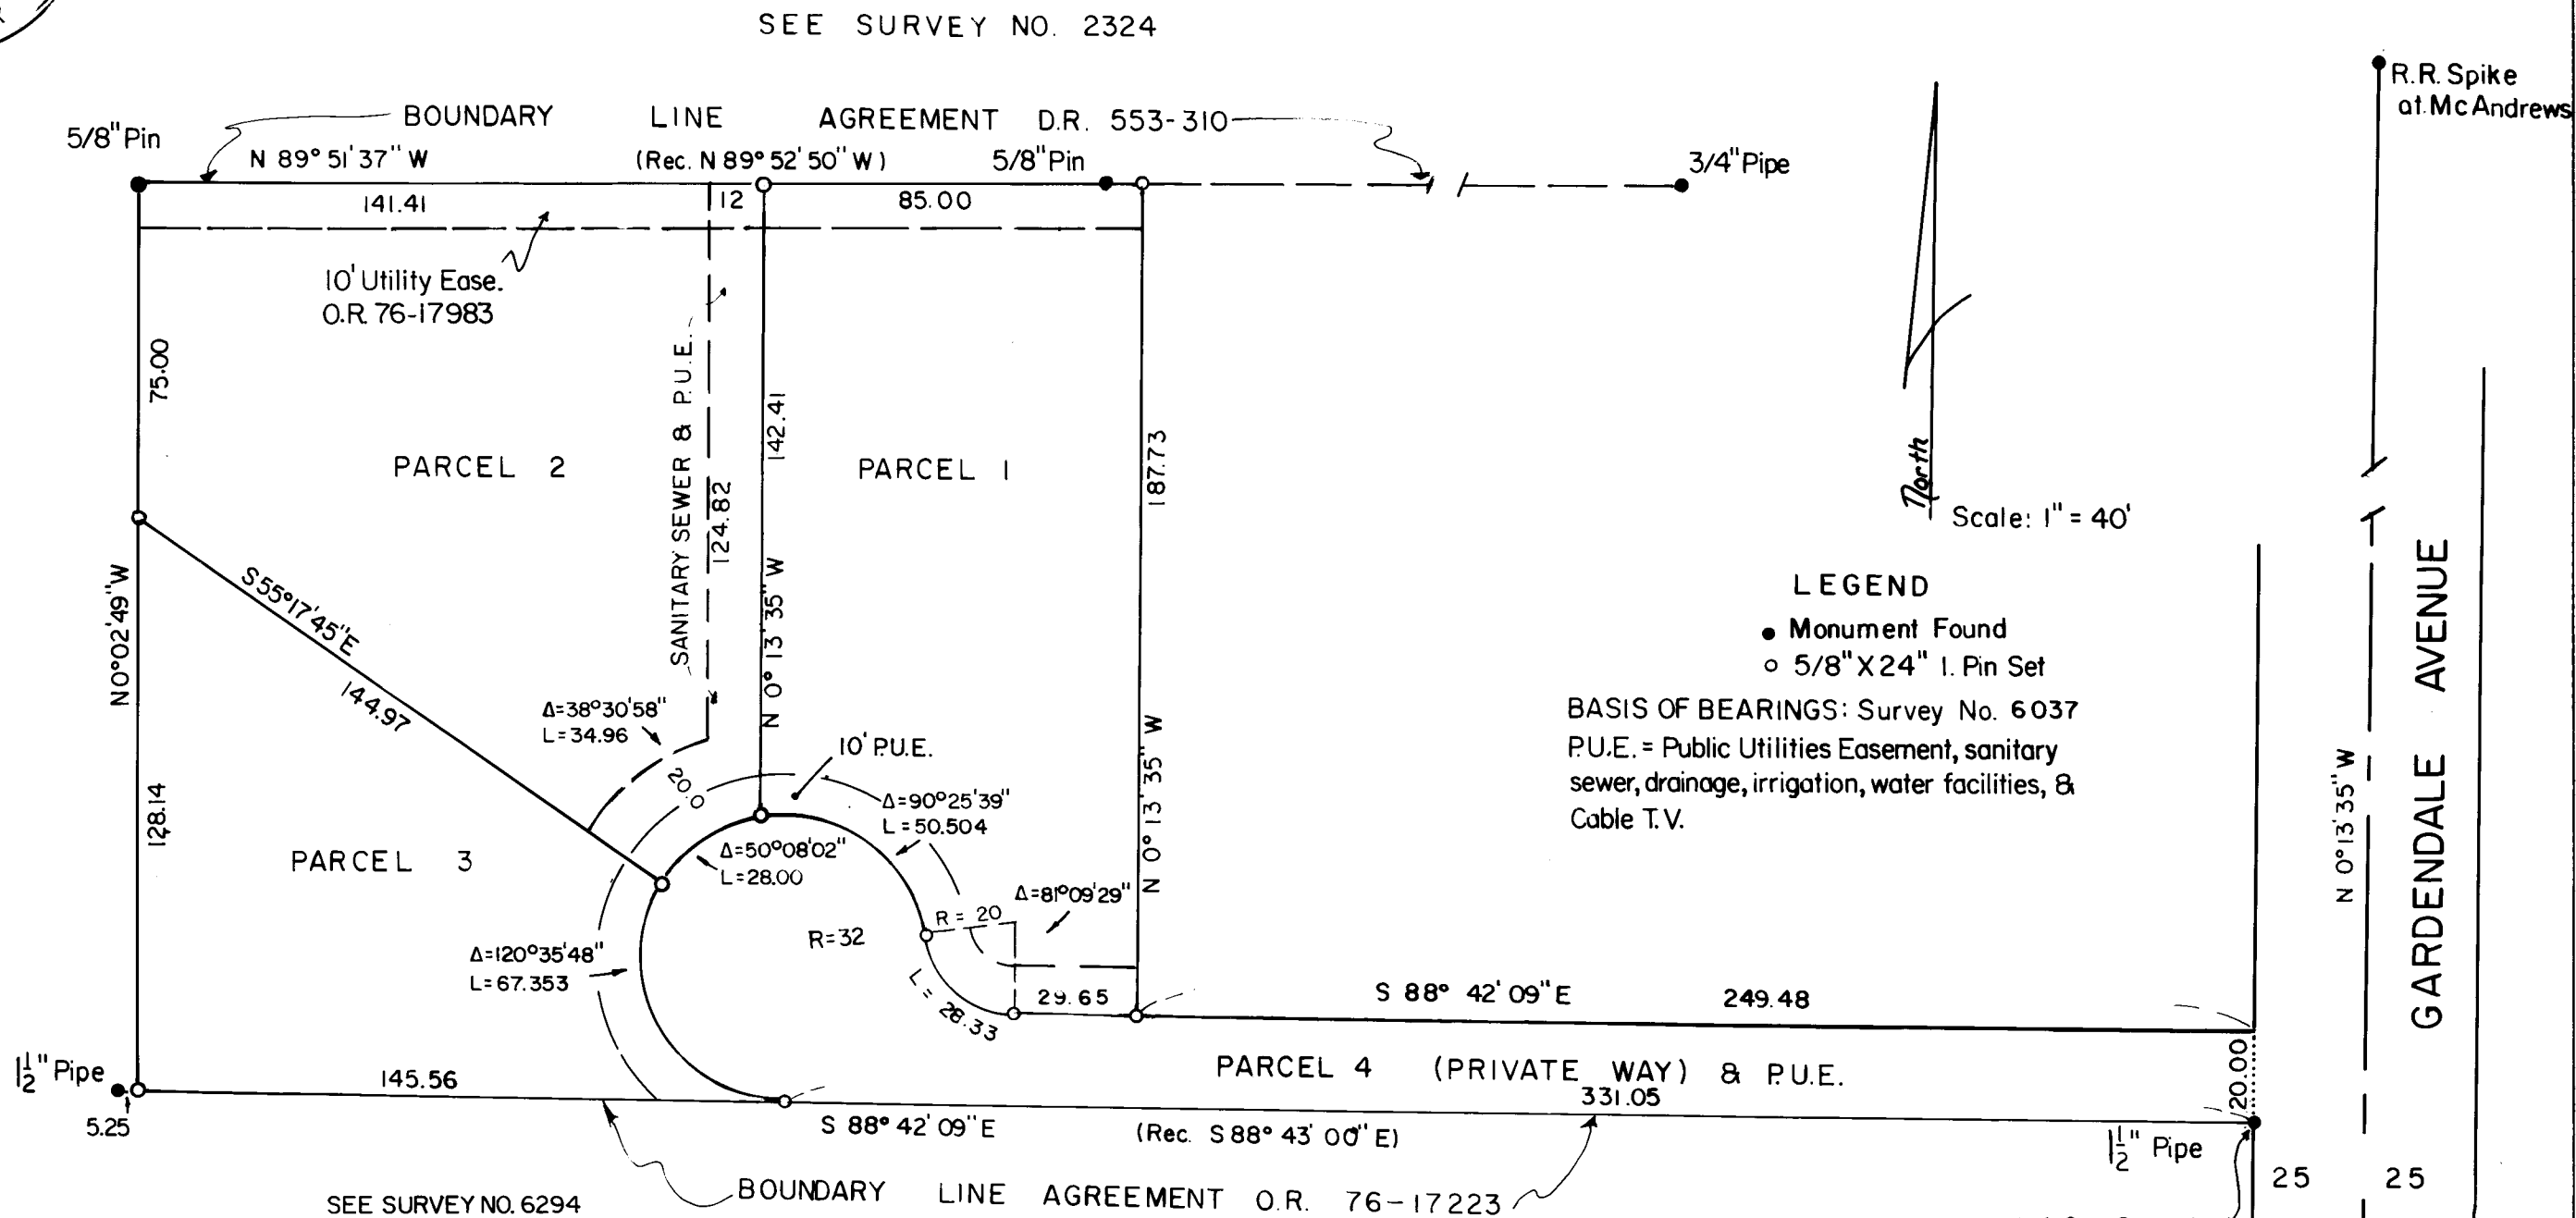 SEE SURVEY NO. 2324
R.R. Spike
at McAndrews
BOUNDARY LINE AGREEMENT D.R. 553-310
5/8" Pin
N 89° 51' 37" W
(Rec. N 89° 52' 50" W)
5/8" Pin
3/4" Pipe
141.41
12
85.00
10' Utility Ease.
O.R. 76-17983
75.00
SANITARY SEWER & P.U.E.
124.82
142.41
N 0° 13' 35" W
187.73
N 0° 13' 35" W
PARCEL 2
PARCEL 1
North
Scale: 1" = 40'
LEGEND
Monument Found
5/8" X 24" I. Pin Set
BASIS OF BEARINGS: Survey No. 6037
P.U.E. = Public Utilities Easement, sanitary
sewer, drainage, irrigation, water facilities, &
Cable T.V.
N 0° 13' 35" W
GARDENDALE AVENUE
N 0° 02' 49" W
S 55° 17' 45" E
144.97
Δ=38°30'58"
L=34.96
20.0
10' P.U.E.
Δ=90°25'39"
L=50.504
128.14
PARCEL 3
Δ=50°08'02"
L=28.00
Δ=81°09'29"
R= 20
R=32
Δ=120°35'48"
L=67.353
L= 28.33
29.65
S 88° 42' 09" E
249.48
1 1/2" Pipe
5.25
145.56
PARCEL 4 (PRIVATE WAY) & P.U.E.
331.05
20.00
S 88° 42' 09" E
(Rec. S 88° 43' 00" E)
1 1/2" Pipe
25
25
SEE SURVEY NO. 6294
BOUNDARY LINE AGREEMENT O.R. 76-17223